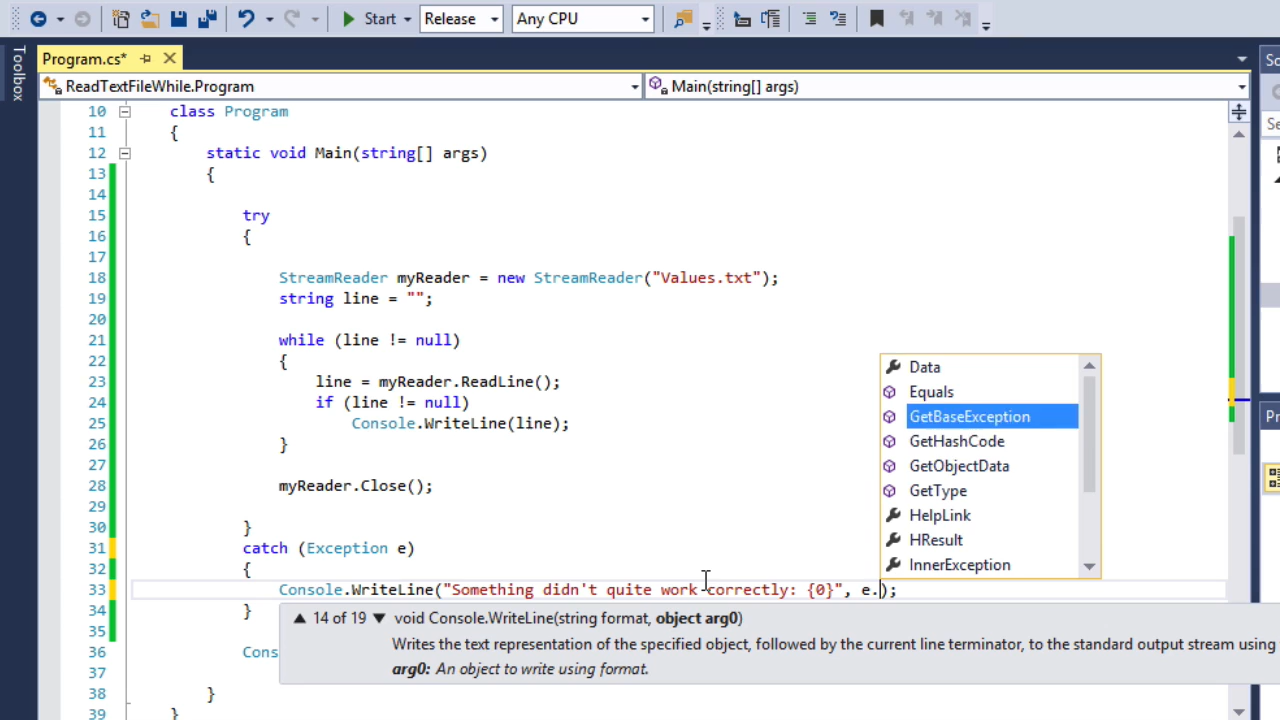 Start Release Any CPU
Toolbox
Program.cs*
ReadTextFileWhile.Program Main(string[] args)
10 class Program
11 {
12 static void Main(string[] args)
13 {
14
15 try
16 {
17
18 StreamReader myReader = new StreamReader("Values.txt");
19 string line = "";
20
21 while (line != null)
22 {
23 line = myReader.ReadLine();
24 if (line != null)
25 Console.WriteLine(line);
26 }
27
28 myReader.Close();
29
30 }
31 catch (Exception e)
32 {
33 Console.WriteLine("Something didn't quite work correctly: {0}", e.);
34 }
35
36 Cons
37
38 }
39 }
Data
Equals
GetBaseException
GetHashCode
GetObjectData
GetType
HelpLink
HResult
InnerException
14 of 19 void Console.WriteLine(string format, object arg0)
Writes the text representation of the specified object, followed by the current line terminator, to the standard output stream using
arg0: An object to write using format.
So
Se
Pr